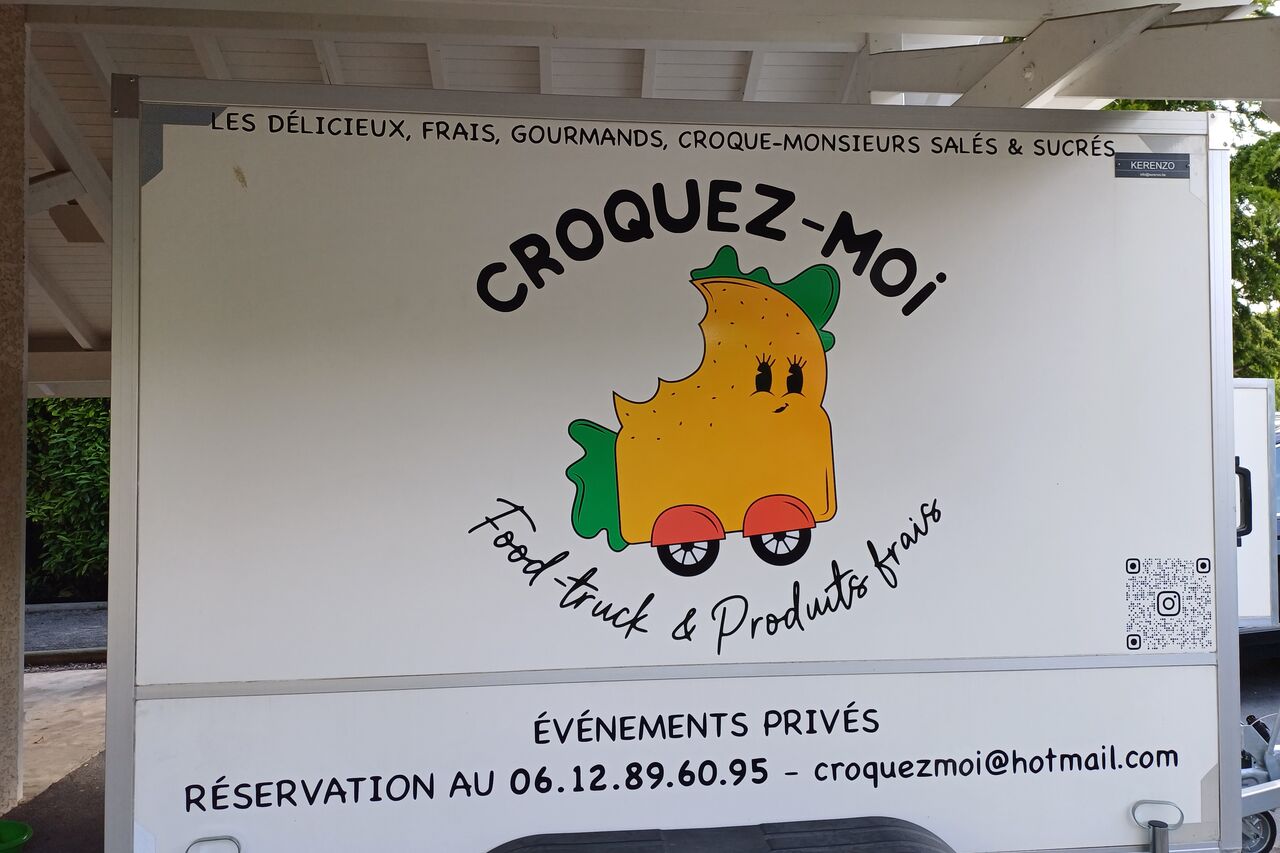 LES DÉLICIEUX, FRAIS, GOURMANDS, CROQUE-MONSIEURS SALÉS & SUCRÉS
KERENZO
CROQUEZ-MOi
Food-truck & Produits frais
ÉVÉNEMENTS PRIVÉS
RÉSERVATION AU 06.12.89.60.95 - croquezmoi@hotmail.com